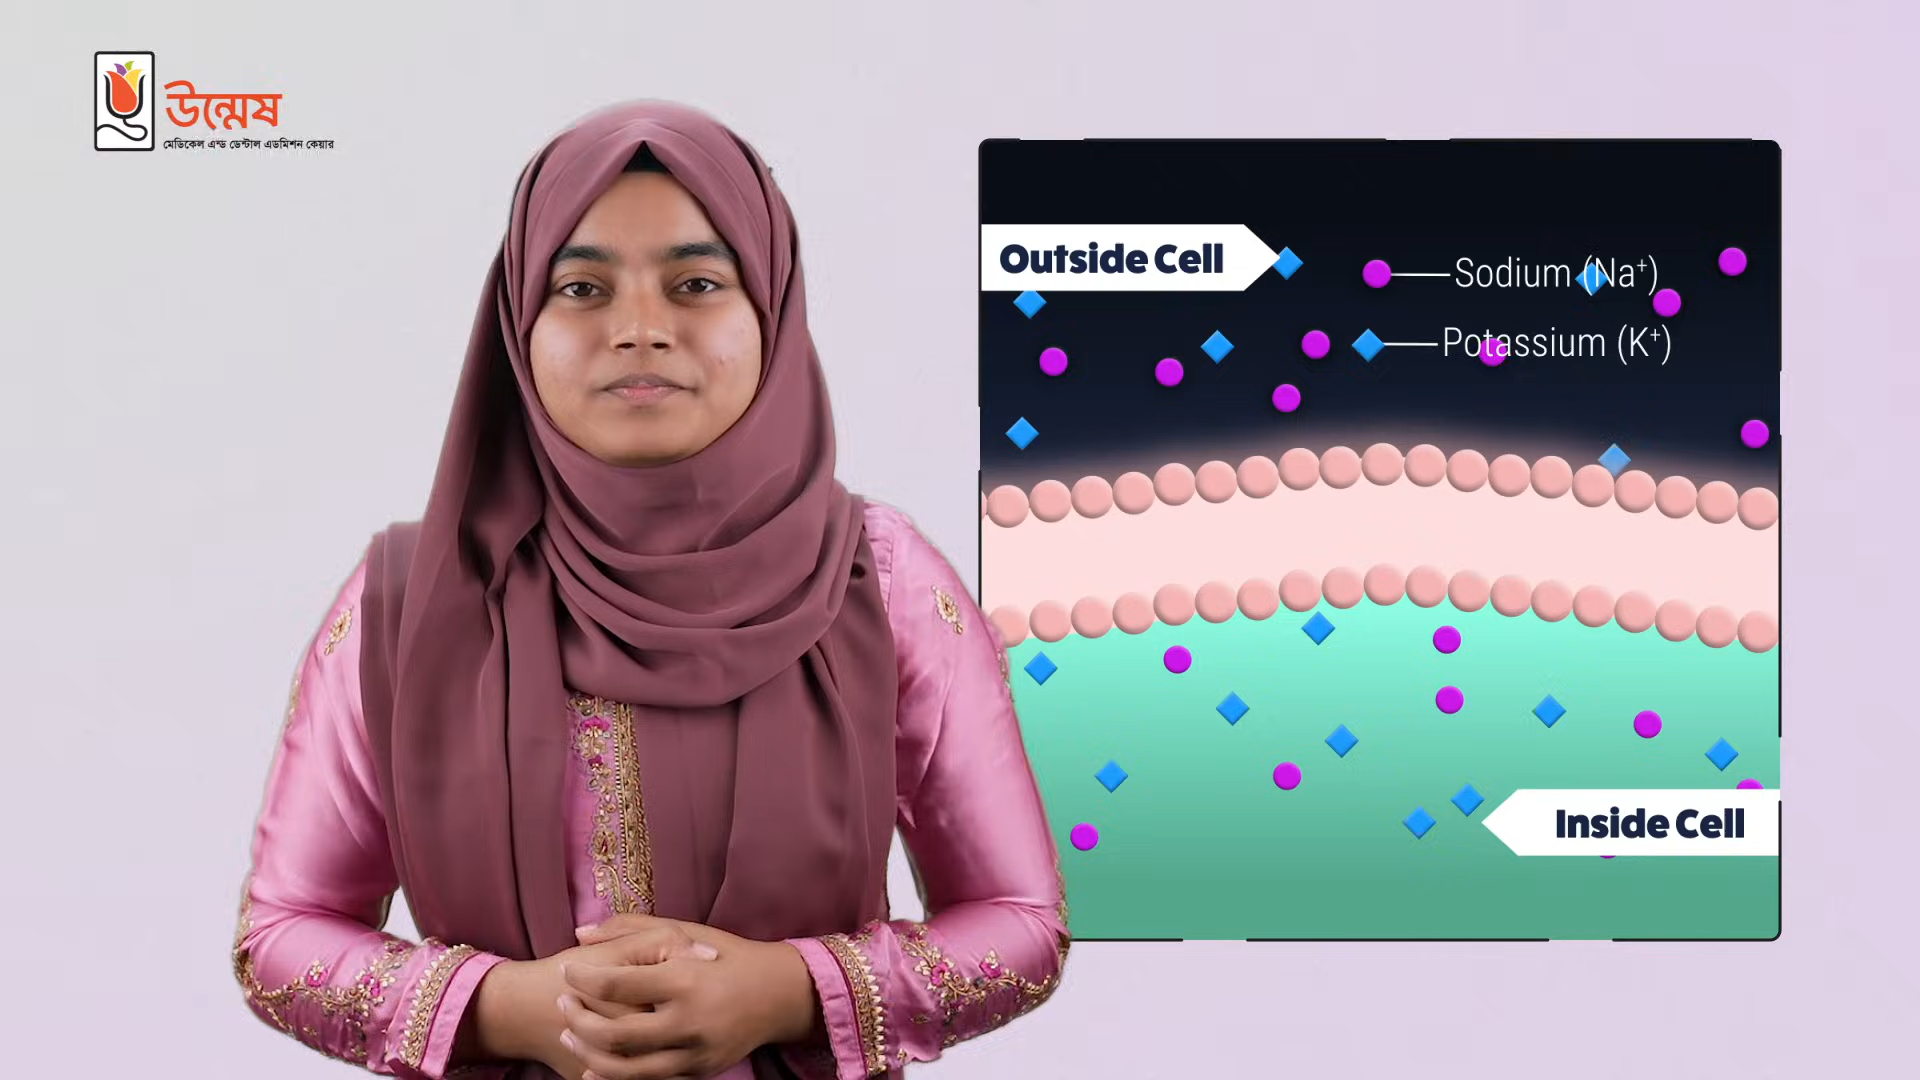 উন্মেষ
মেডিকেল এন্ড ডেন্টাল এডমিশন কেয়ার
Outside Cell
Sodium (Na⁺)
Potassium (K⁺)
Inside Cell